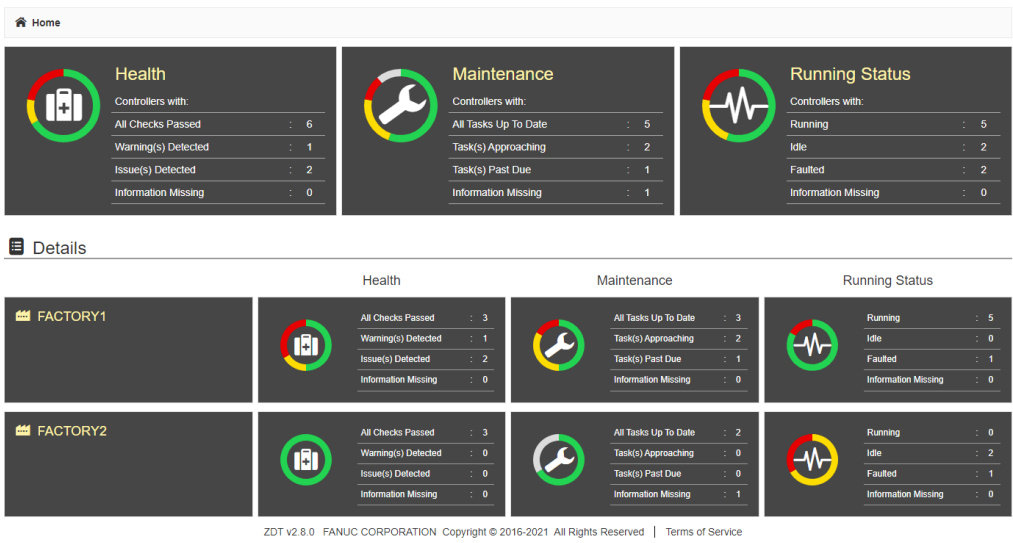 Home
Health
Controllers with:
All Checks Passed : 6
Warning(s) Detected : 1
Issue(s) Detected : 2
Information Missing : 0
Maintenance
Controllers with:
All Tasks Up To Date : 5
Task(s) Approaching : 2
Task(s) Past Due : 1
Information Missing : 1
Running Status
Controllers with:
Running : 5
Idle : 2
Faulted : 2
Information Missing : 0
Details
Health Maintenance Running Status
FACTORY1
All Checks Passed : 3
Warning(s) Detected : 1
Issue(s) Detected : 2
Information Missing : 0
All Tasks Up To Date : 3
Task(s) Approaching : 2
Task(s) Past Due : 1
Information Missing : 0
Running : 5
Idle : 0
Faulted : 1
Information Missing : 0
FACTORY2
All Checks Passed : 3
Warning(s) Detected : 0
Issue(s) Detected : 0
Information Missing : 0
All Tasks Up To Date : 2
Task(s) Approaching : 0
Task(s) Past Due : 0
Information Missing : 1
Running : 0
Idle : 2
Faulted : 1
Information Missing : 0
ZDT v2.8.0 FANUC CORPORATION Copyright © 2016-2021 All Rights Reserved | Terms of Service